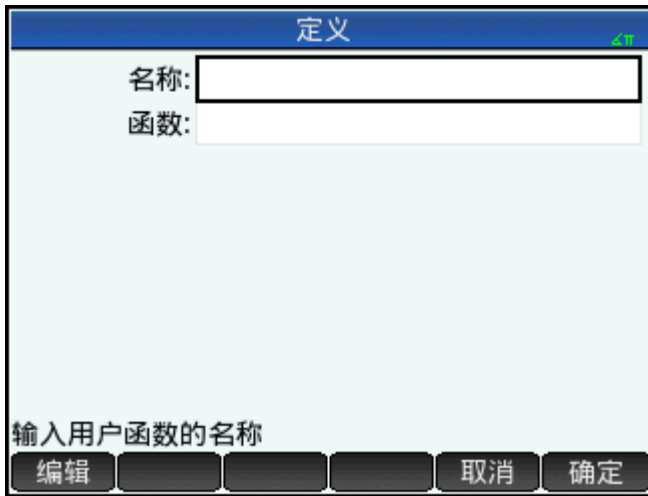 定义
∠π
名称:
函数:
输入用户函数的名称
编辑 取消 确定